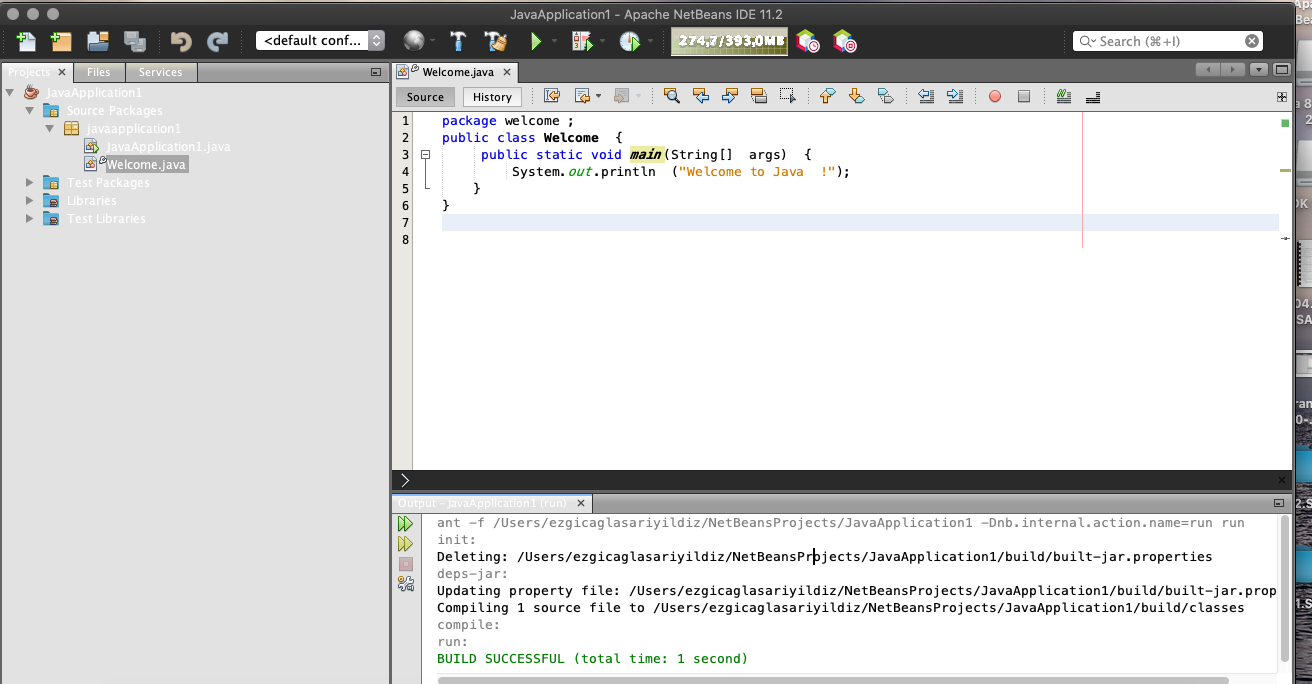 JavaApplication1 - Apache NetBeans IDE 11.2
<default conf... 274,7/393,0MB Search (⌘+I)
Projects Files Services
JavaApplication1
Source Packages
javaapplication1
JavaApplication1.java
Welcome.java
Test Packages
Libraries
Test Libraries
Welcome.java
Source History
1 package welcome ;
2 public class Welcome {
3 public static void main(String[] args) {
4 System.out.println ("Welcome to Java !");
5 }
6 }
7
8
Output - JavaApplication1 (run)
ant -f /Users/ezgicaglasariyildiz/NetBeansProjects/JavaApplication1 -Dnb.internal.action.name=run run
init:
Deleting: /Users/ezgicaglasariyildiz/NetBeansProjects/JavaApplication1/build/built-jar.properties
deps-jar:
Updating property file: /Users/ezgicaglasariyildiz/NetBeansProjects/JavaApplication1/build/built-jar.prop
Compiling 1 source file to /Users/ezgicaglasariyildiz/NetBeansProjects/JavaApplication1/build/classes
compile:
run:
BUILD SUCCESSFUL (total time: 1 second)